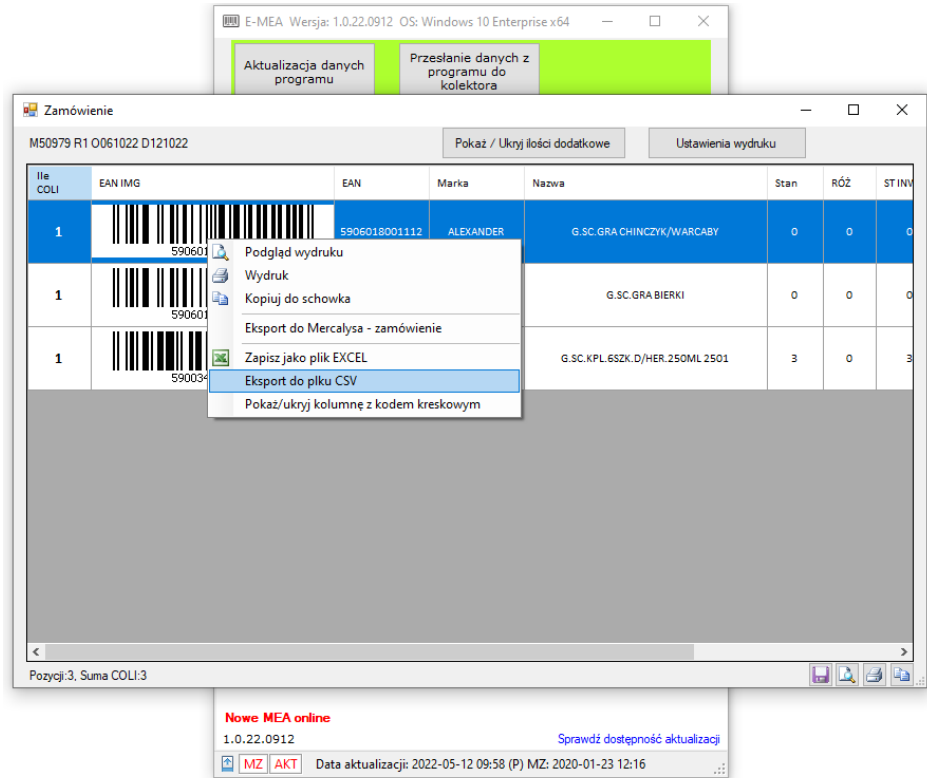 E-MEA Wersja: 1.0.22.0912 OS: Windows 10 Enterprise x64
Aktualizacja danych
programu
Przesłanie danych z
programu do
kolektora
Zamówienie
M50979 R1 O061022 D121022
Pokaż / Ukryj ilości dodatkowe
Ustawienia wydruku
Ile
COLI
EAN IMG
EAN
Marka
Nazwa
Stan
RÓŻ
ST INV
1
59060
5906018001112
ALEXANDER
G.SC.GRA CHINCZYK/WARCABY
0
0
0
1
59060
G.SC.GRA BIERKI
0
0
0
1
59003
G.SC.KPL.6SZK.D/HER.250ML 2501
3
0
3
Podgląd wydruku
Wydruk
Kopiuj do schowka
Eksport do Mercalysa - zamówienie
Zapisz jako plik EXCEL
Eksport do plku CSV
Pokaż/ukryj kolumnę z kodem kreskowym
Pozycji:3, Suma COLI:3
Nowe MEA online
1.0.22.0912
Sprawdź dostępność aktualizacji
MZ AKT Data aktualizacji: 2022-05-12 09:58 (P) MZ: 2020-01-23 12:16